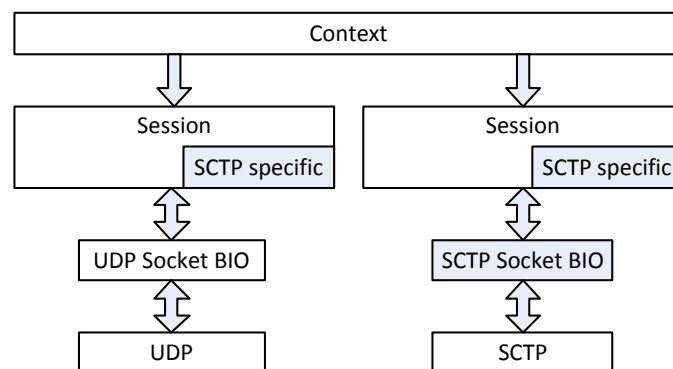 Context
Session
Session
SCTP specific
SCTP specific
UDP Socket BIO
SCTP Socket BIO
UDP
SCTP